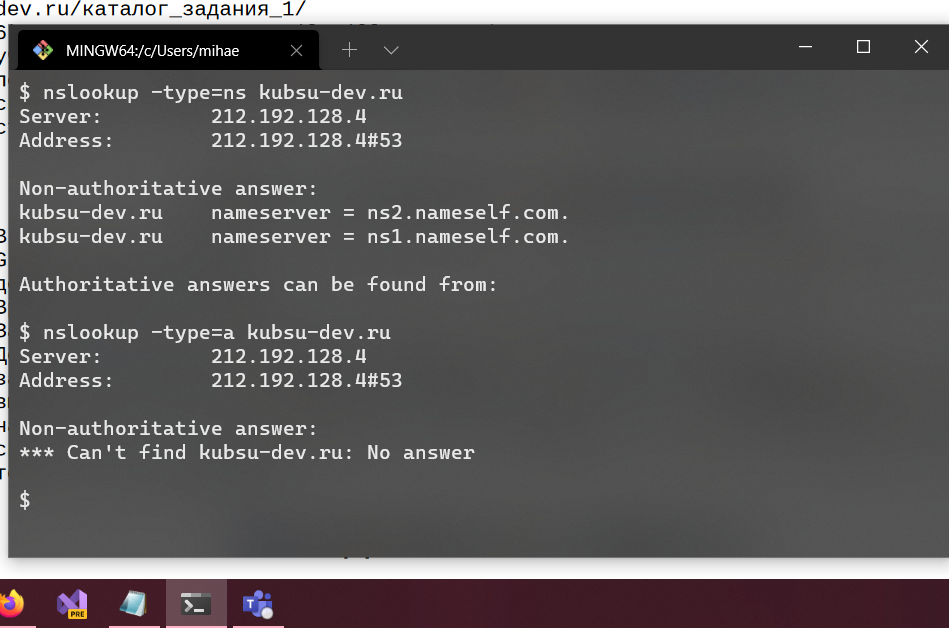 dev.ru/каталог_задания_1/
MINGW64:/c/Users/mihae
$ nslookup -type=ns kubsu-dev.ru
Server: 212.192.128.4
Address: 212.192.128.4#53
Non-authoritative answer:
kubsu-dev.ru nameserver = ns2.nameself.com.
kubsu-dev.ru nameserver = ns1.nameself.com.
Authoritative answers can be found from:
$ nslookup -type=a kubsu-dev.ru
Server: 212.192.128.4
Address: 212.192.128.4#53
Non-authoritative answer:
*** Can't find kubsu-dev.ru: No answer
$
PRE